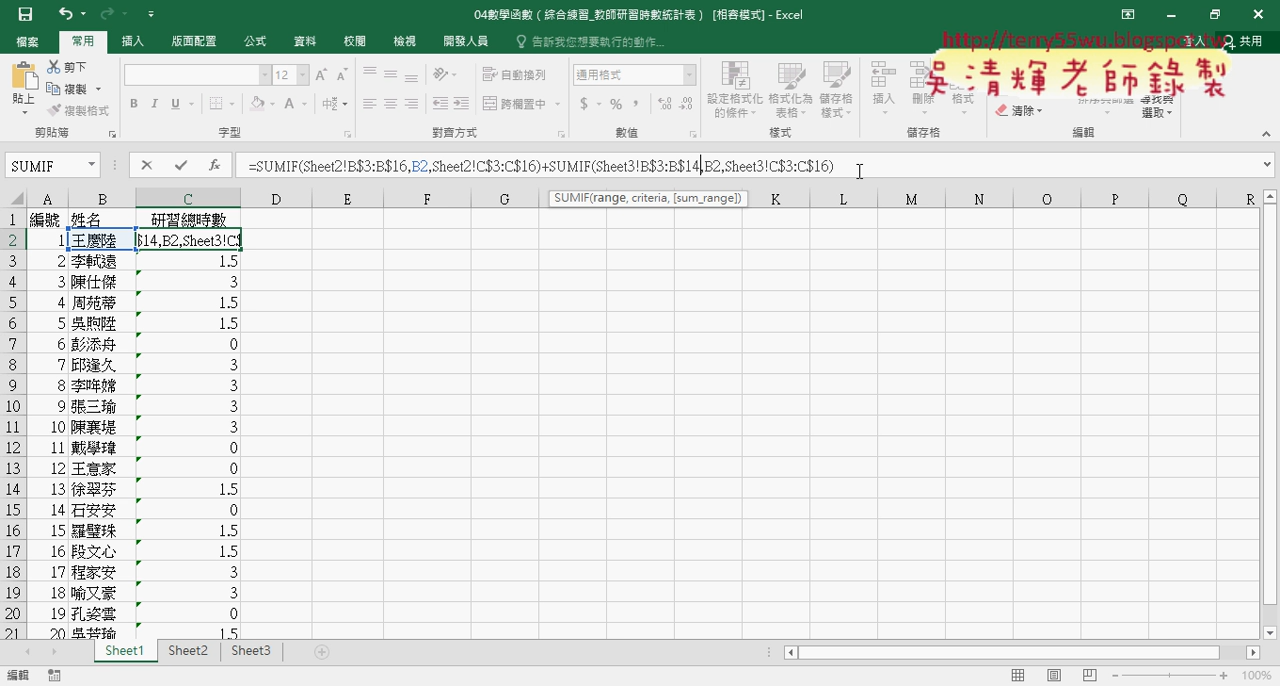 04數學函數（綜合練習_教師研習時數統計表） [相容模式] - Excel
http://terry55wu.blogspot.tw
吳清輝老師錄製
檔案 常用 插入 版面配置 公式 資料 校閱 檢視 開發人員 告訴我您想要執行的動作... 登入 共用
貼上 剪下 複製 複製格式 12 自動換列 跨欄置中 通用格式
B I U A 中 $ % , 設定格式化的條件 格式化為表格 儲存格樣式 插入 刪除 格式 清除 排序與篩選 尋找與選取
剪貼簿 字型 對齊方式 數值 樣式 儲存格 編輯
SUMIF fx =SUMIF(Sheet2!B$3:B$16,B2,Sheet2!C$3:C$16)+SUMIF(Sheet3!B$3:B$14,B2,Sheet3!C$3:C$16)
SUMIF(range, criteria, [sum_range])
A B C D E F G K L M N O P Q R
1 編號 姓名 研習總時數
2 1 王慶陸 $14,B2,Sheet3!C$
3 2 李軾遠 1.5
4 3 陳仕傑 3
5 4 周苑蒂 1.5
6 5 吳煦陞 1.5
7 6 彭添舟 0
8 7 邱逢久 3
9 8 李哖嫦 3
10 9 張三瑜 3
11 10 陳襄堤 3
12 11 戴學瑋 0
13 12 王意家 0
14 13 徐翠芬 1.5
15 14 石安安 0
16 15 羅璧珠 1.5
17 16 段文心 1.5
18 17 程家安 3
19 18 喻又豪 3
20 19 孔姿雲 0
21 20 吳芳瑜 1.5
Sheet1 Sheet2 Sheet3
編輯 100%